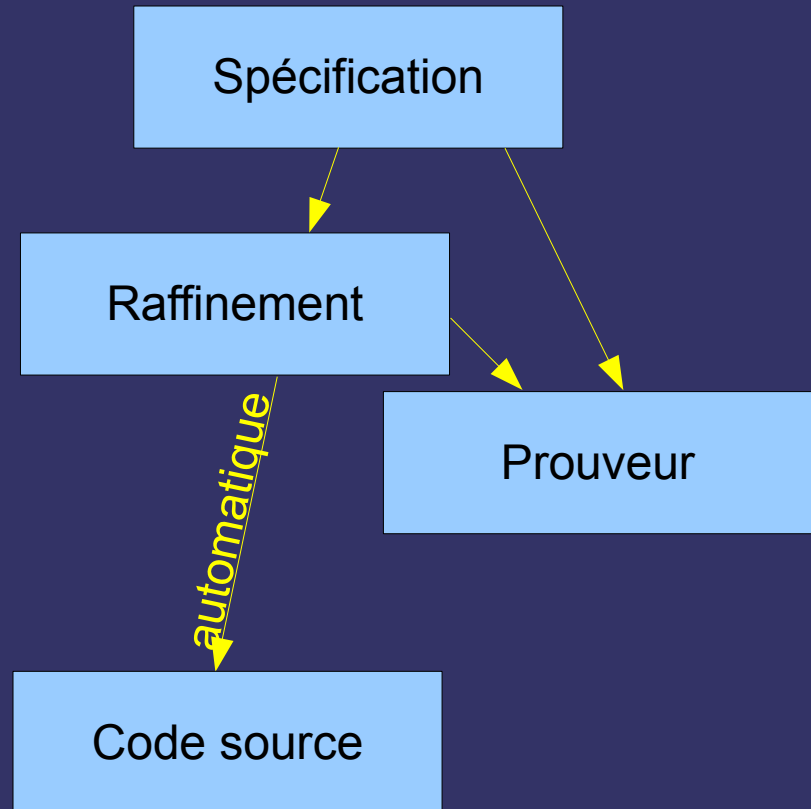 Spécification
Raffinement
Prouveur
automatique
Code source